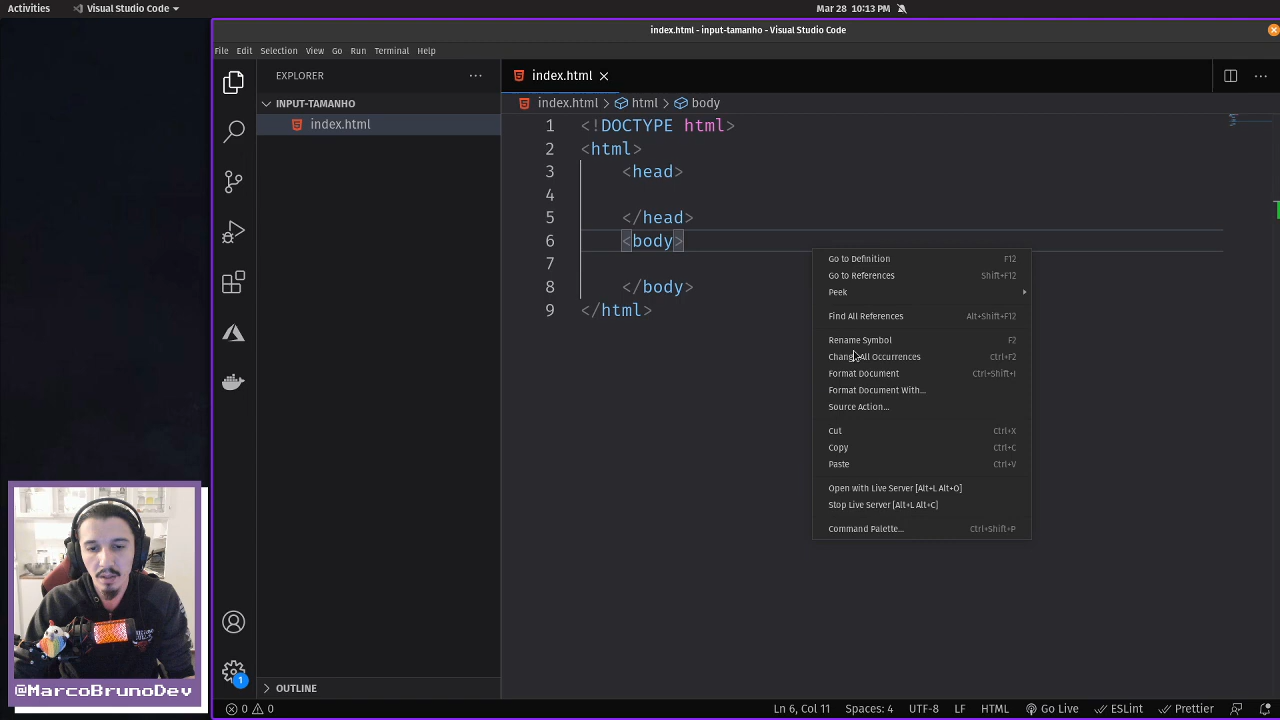 Activities
Visual Studio Code
Mar 28 10:13 PM
index.html - input-tamanho - Visual Studio Code
File Edit Selection View Go Run Terminal Help
EXPLORER
INPUT-TAMANHO
index.html
OUTLINE
index.html
index.html > html > body
1 <!DOCTYPE html>
2 <html>
3 <head>
4
5 </head>
6 <body>
7
8 </body>
9 </html>
Go to Definition F12
Go to References Shift+F12
Peek
Find All References Alt+Shift+F12
Rename Symbol F2
Change All Occurrences Ctrl+F2
Format Document Ctrl+Shift+I
Format Document With...
Source Action...
Cut Ctrl+X
Copy Ctrl+C
Paste Ctrl+V
Open with Live Server [Alt+L Alt+O]
Stop Live Server [Alt+L Alt+C]
Command Palette... Ctrl+Shift+P
1
@MarcoBrunoDev
0 0 Ln 6, Col 11 Spaces: 4 UTF-8 LF HTML Go Live ESLint Prettier